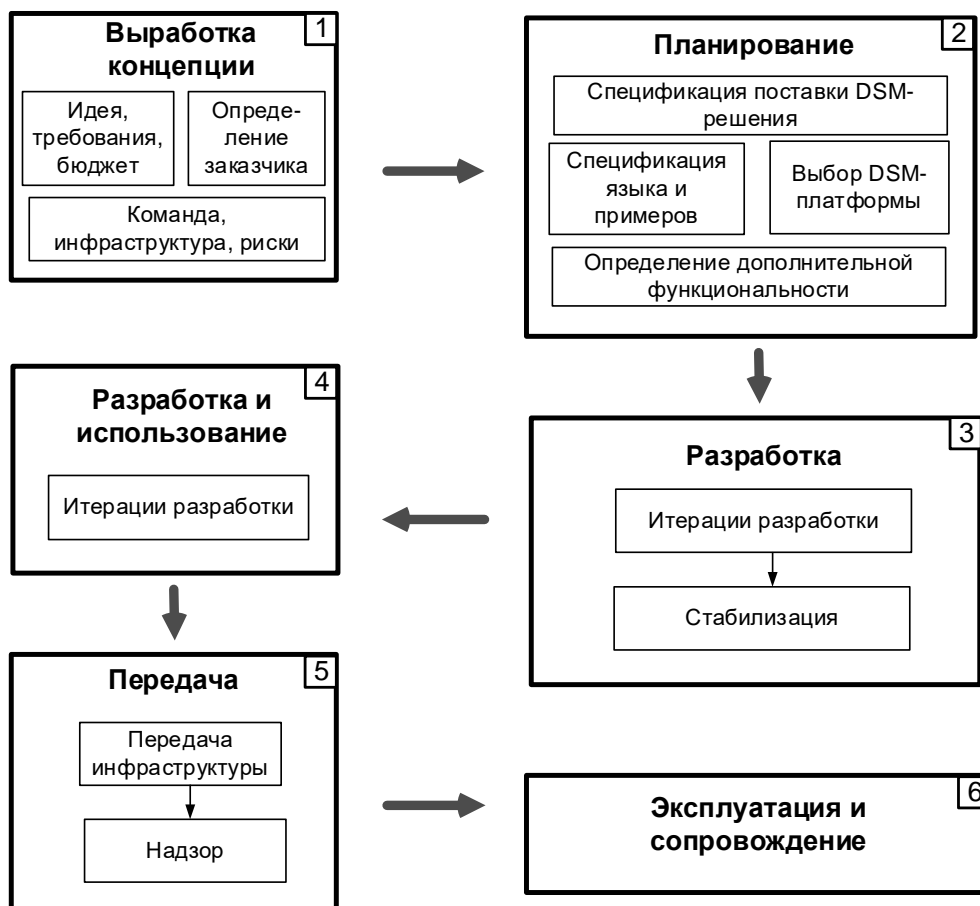 1
Выработка
концепции
Идея,
требования,
бюджет
Опреде-
ление
заказчика
Команда,
инфраструктура, риски
2
Планирование
Спецификация поставки DSM-
решения
Спецификация
языка и
примеров
Выбор DSM-
платформы
Определение дополнительной
функциональности
3
Разработка
Итерации разработки
Стабилизация
4
Разработка и
использование
Итерации разработки
5
Передача
Передача
инфраструктуры
Надзор
6
Эксплуатация и
сопровождение